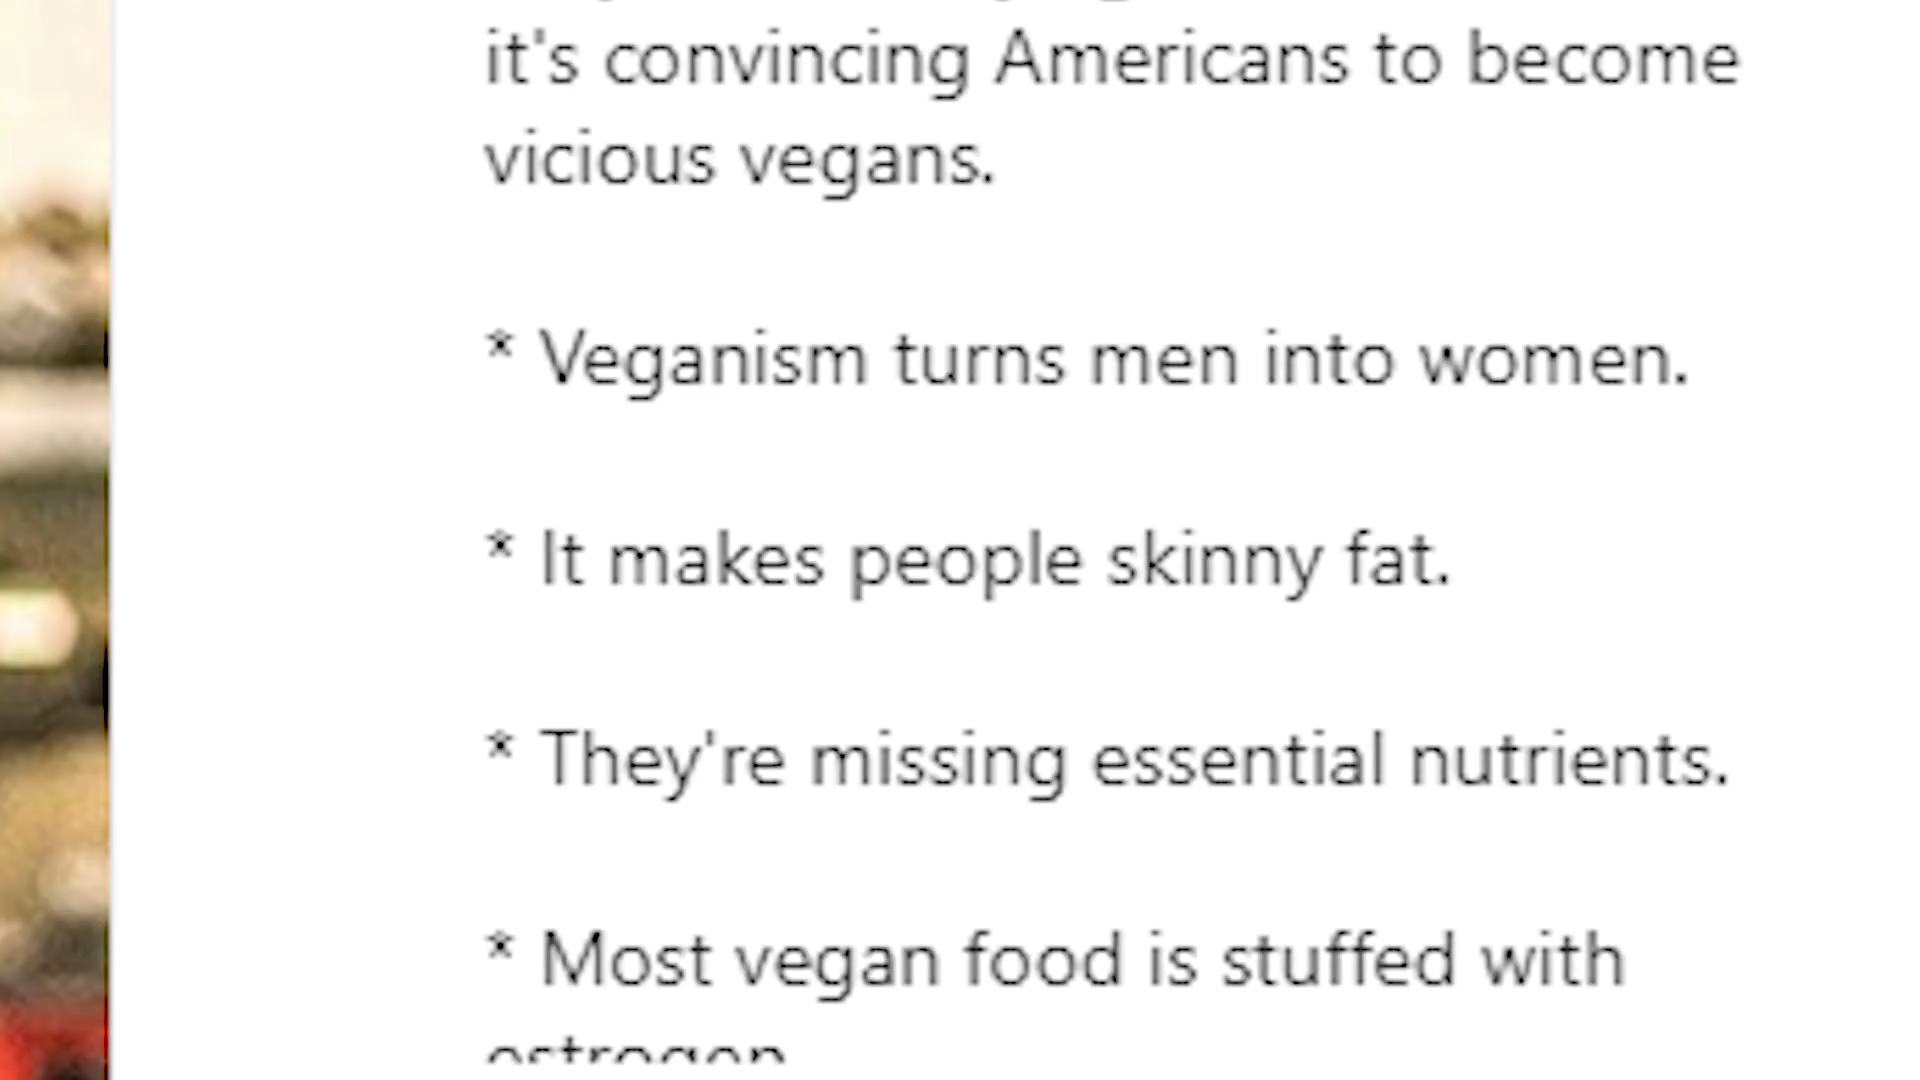 it's convincing Americans to become
vicious vegans.
* Veganism turns men into women.
* It makes people skinny fat.
* They're missing essential nutrients.
* Most vegan food is stuffed with
estrogen